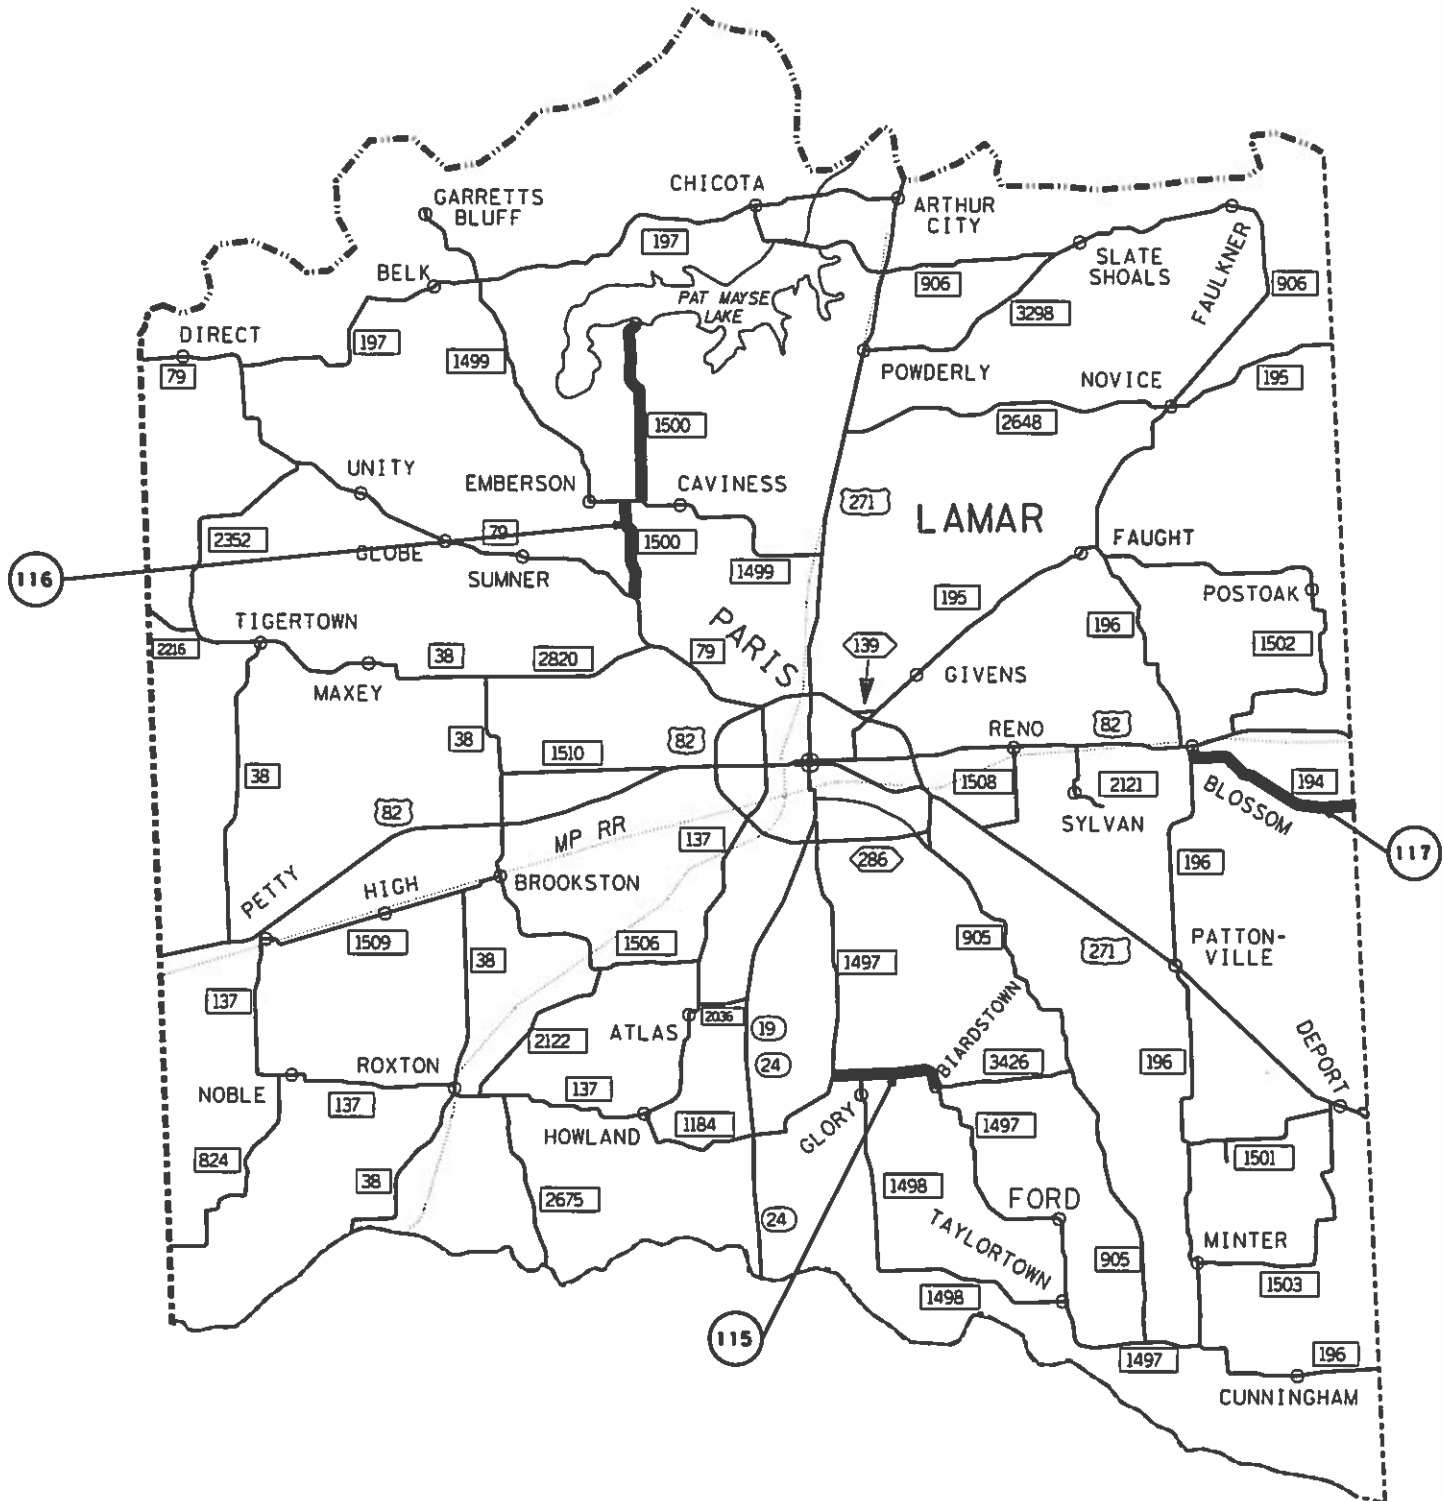 CHICOTA
GARRETTS
BLUFF
ARTHUR
CITY
197
SLATE
SHOALS
FAULKNER
BELK
906
906
PAT MAYSE
LAKE
3298
DIRECT
197
1499
79
POWDERLY
NOVICE
195
1500
2648
UNITY
EMBERSON
CAVINESS
271
LAMAR
79
2352
GLOBE
1500
FAUGHT
116
SUMNER
1499
195
POSTOAK
TIGERTOWN
PARIS
196
2216
38
2820
79
139
1502
MAXEY
GIVENS
RENO
82
38
82
1510
38
1508
2121
194
BLOSSOM
82
SYLVAN
MP RR
137
117
286
196
PETTY
HIGH
BROOKSTON
1509
1506
905
PATTON-
VILLE
38
1497
271
137
ATLAS
2036
19
BIARDSTOWN
2122
24
3426
196
DEPORT
ROXTON
NOBLE
137
137
HOWLAND
1184
GLORY
1497
1501
824
38
2675
1498
FORD
24
TAYLORTOWN
MINTER
905
1503
1498
115
1497
196
CUNNINGHAM